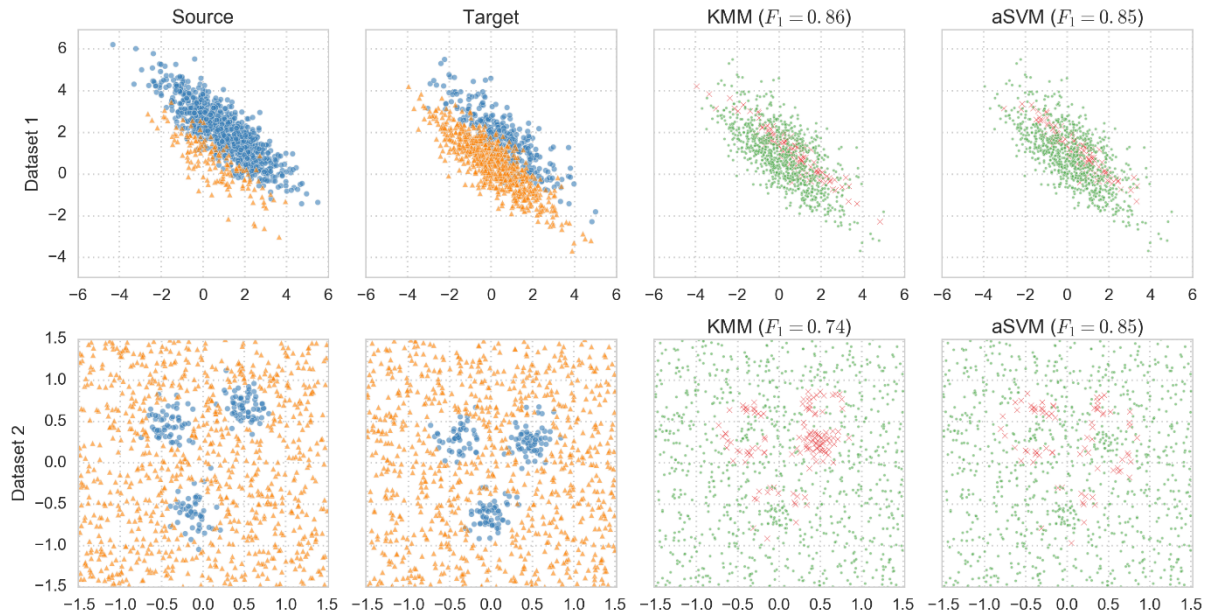 Source Target KMM (F₁ = 0.86) aSVM (F₁ = 0.85)
Dataset 1
6
4
2
0
−2
−4
−6 −4 −2 0 2 4 6 −6 −4 −2 0 2 4 6 −6 −4 −2 0 2 4 6 −6 −4 −2 0 2 4 6
KMM (F₁ = 0.74) aSVM (F₁ = 0.85)
Dataset 2
1.5
1.0
0.5
0.0
−0.5
−1.0
−1.5
−1.5 −1.0 −0.5 0.0 0.5 1.0 1.5 −1.5 −1.0 −0.5 0.0 0.5 1.0 1.5 −1.5 −1.0 −0.5 0.0 0.5 1.0 1.5 −1.5 −1.0 −0.5 0.0 0.5 1.0 1.5